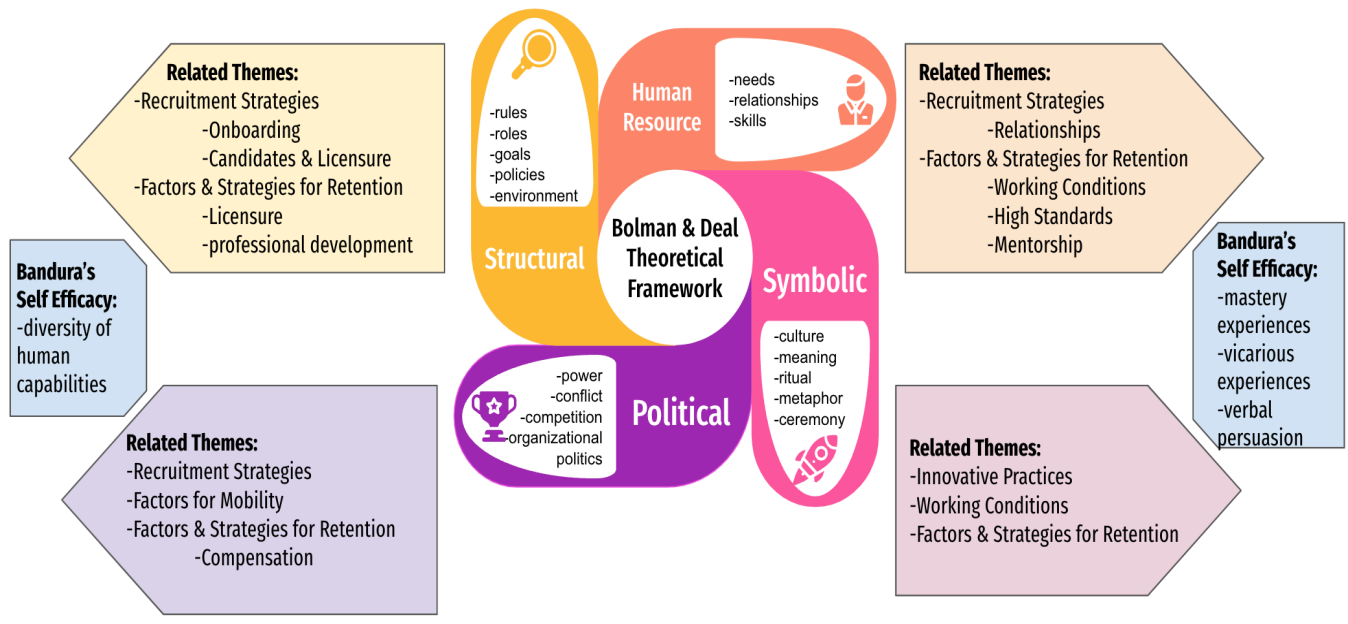 Related Themes:
-Recruitment Strategies
-Onboarding
-Candidates & Licensure
-Factors & Strategies for Retention
-Licensure
-professional development
Bandura's
Self Efficacy:
-diversity of
human
capabilities
Related Themes:
-Recruitment Strategies
-Factors for Mobility
-Factors & Strategies for Retention
-Compensation
-rules
-roles
-goals
-policies
-environment
Structural
Human
Resource
-needs
-relationships
-skills
Bolman & Deal
Theoretical
Framework
Symbolic
-culture
-meaning
-ritual
-metaphor
-ceremony
-power
-conflict
-competition
-organizational
politics
Political
Related Themes:
-Recruitment Strategies
-Relationships
-Factors & Strategies for Retention
-Working Conditions
-High Standards
-Mentorship
Bandura's
Self Efficacy:
-mastery
experiences
-vicarious
experiences
-verbal
persuasion
Related Themes:
-Innovative Practices
-Working Conditions
-Factors & Strategies for Retention